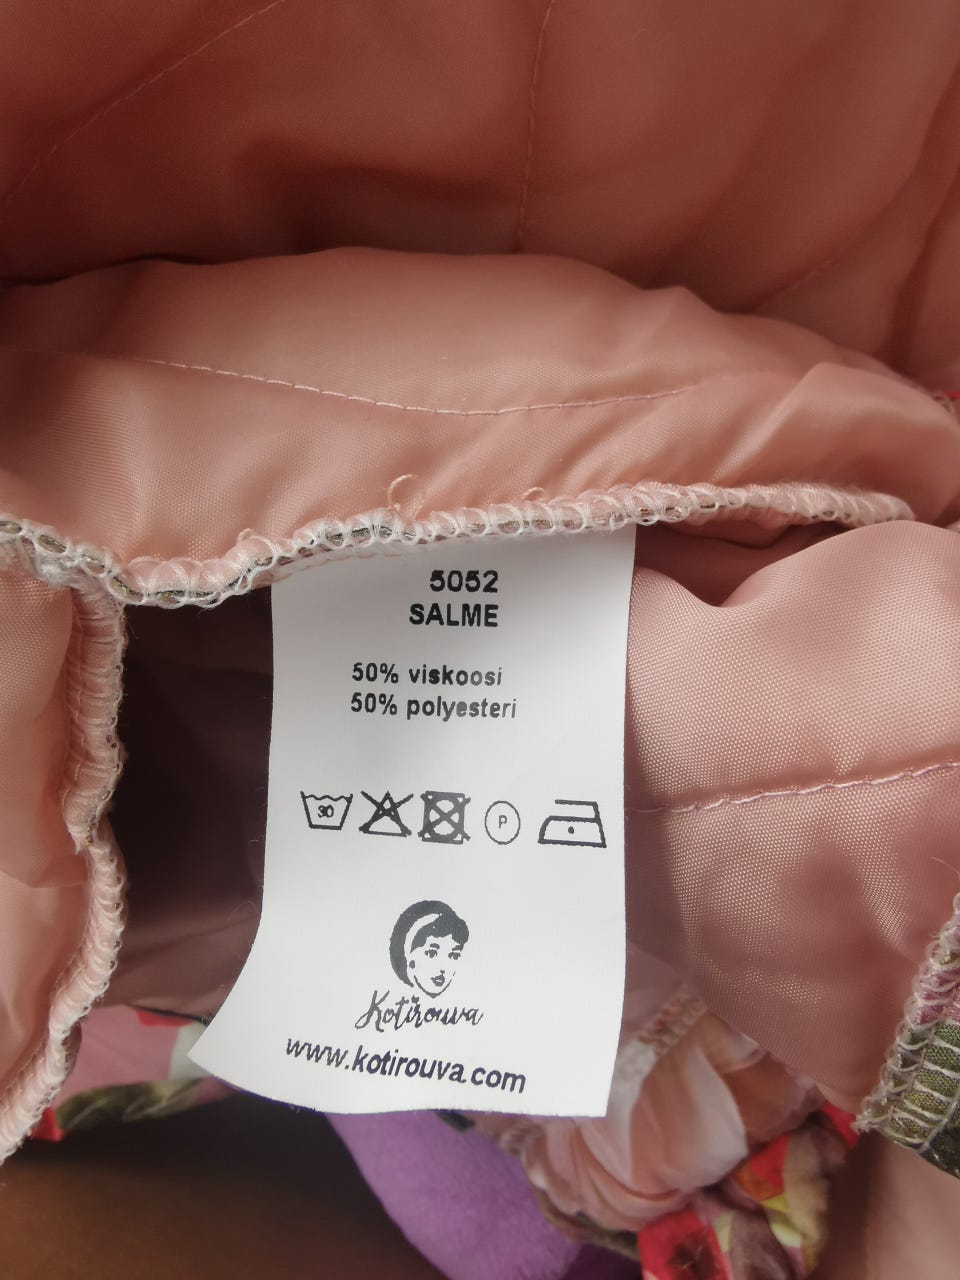 5052
SALME
50% viskoosi
50% polyesteri
30 P
Kotirouva
www.kotirouva.com